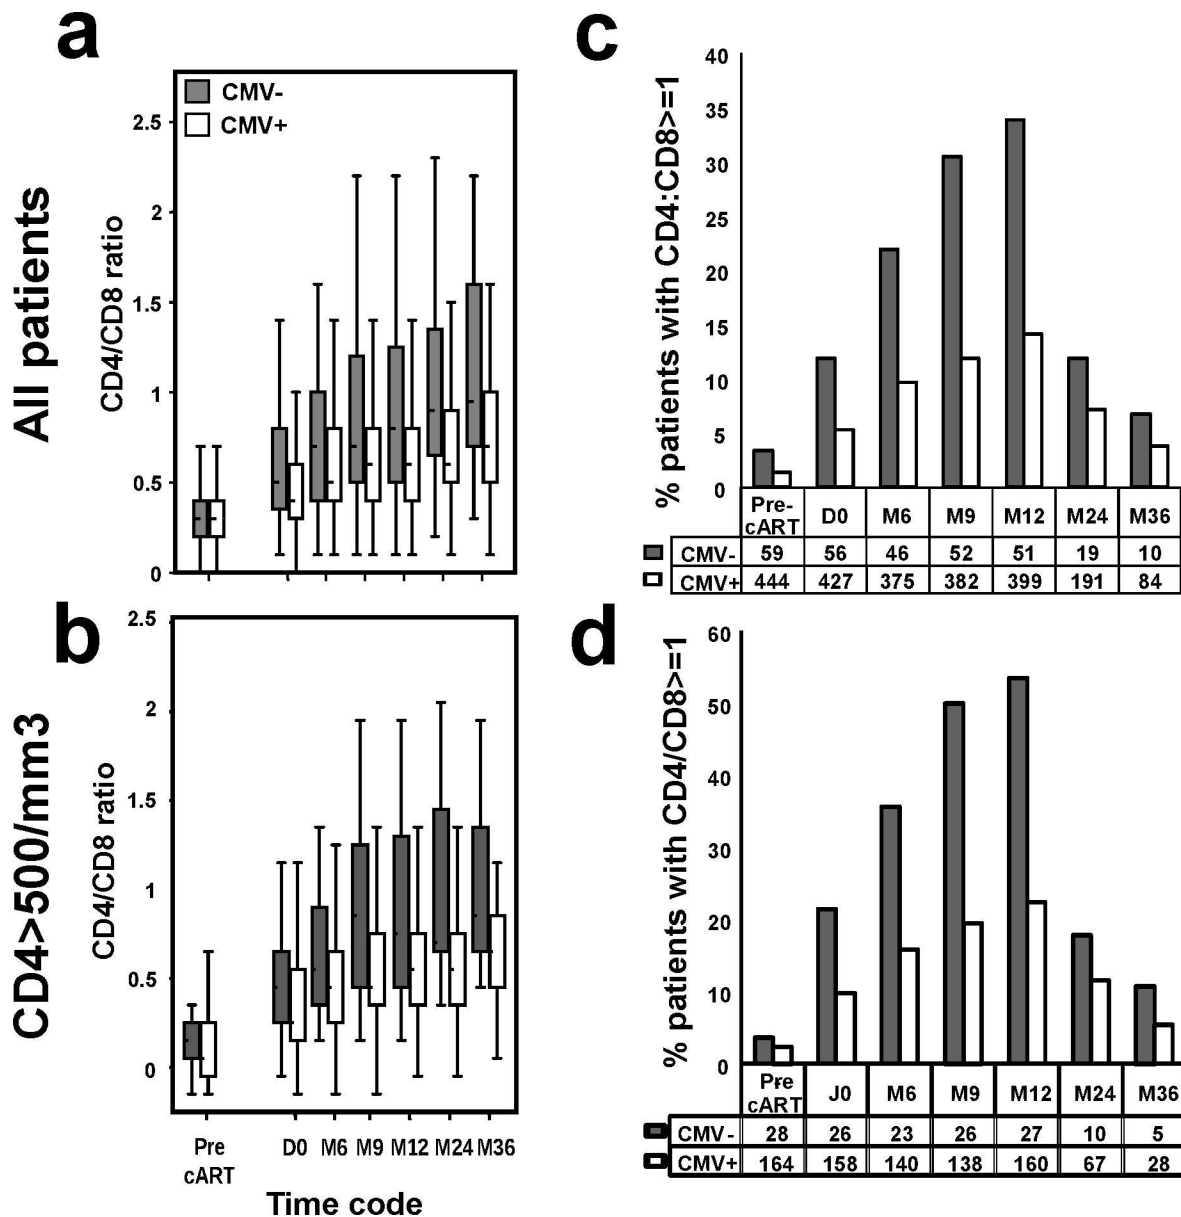 a
All patients
CD4/CD8 ratio
CMV-
CMV+
2.5
2
1.5
1
0.5
0
c
% patients with CD4:CD8>=1
40
35
30
25
20
15
10
5
0
Pre-cART D0 M6 M9 M12 M24 M36
CMV- 59 56 46 52 51 19 10
CMV+ 444 427 375 382 399 191 84
b
CD4>500/mm3
CD4/CD8 ratio
2.5
2
1.5
1
0.5
0
Pre cART D0 M6 M9 M12 M24 M36
Time code
d
% patients with CD4/CD8>=1
60
50
40
30
20
10
0
Pre cART J0 M6 M9 M12 M24 M36
CMV- 28 26 23 26 27 10 5
CMV+ 164 158 140 138 160 67 28